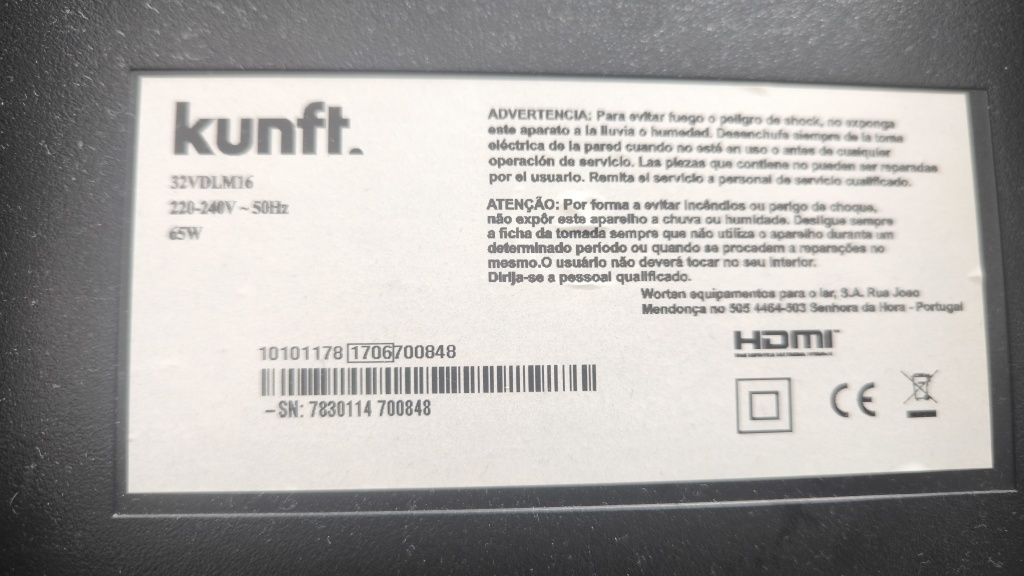 kunft.
32VDLM16
220-240V ~ 50Hz
65W
ADVERTENCIA: Para evitar fuego o peligro de shock, no exponga
este aparato a la lluvia o humedad. Desenchufe siempre de la toma
eléctrica de la pared cuando no está en uso o antes de cualquier
operación de servicio. Las piezas que contiene no pueden ser reparadas
por el usuario. Remita el servicio a personal de servicio cualificado.
ATENÇÃO: Por forma a evitar incêndios ou perigo de choque,
não expôr este aparelho a chuva ou humidade. Desligue sempre
a ficha da tomada sempre que não utiliza o aparelho durante um
determinado período ou quando se procedem a reparações no
mesmo.O usuário não deverá tocar no seu interior.
Dirija-se a pessoal qualificado.
Worten equipamentos para o lar, S.A. Rua Joao
Mendonça no 505 4464-503 Senhora da Hora - Portugal
HDMI
10101178 1706700848
-SN: 7830114 700848
CE